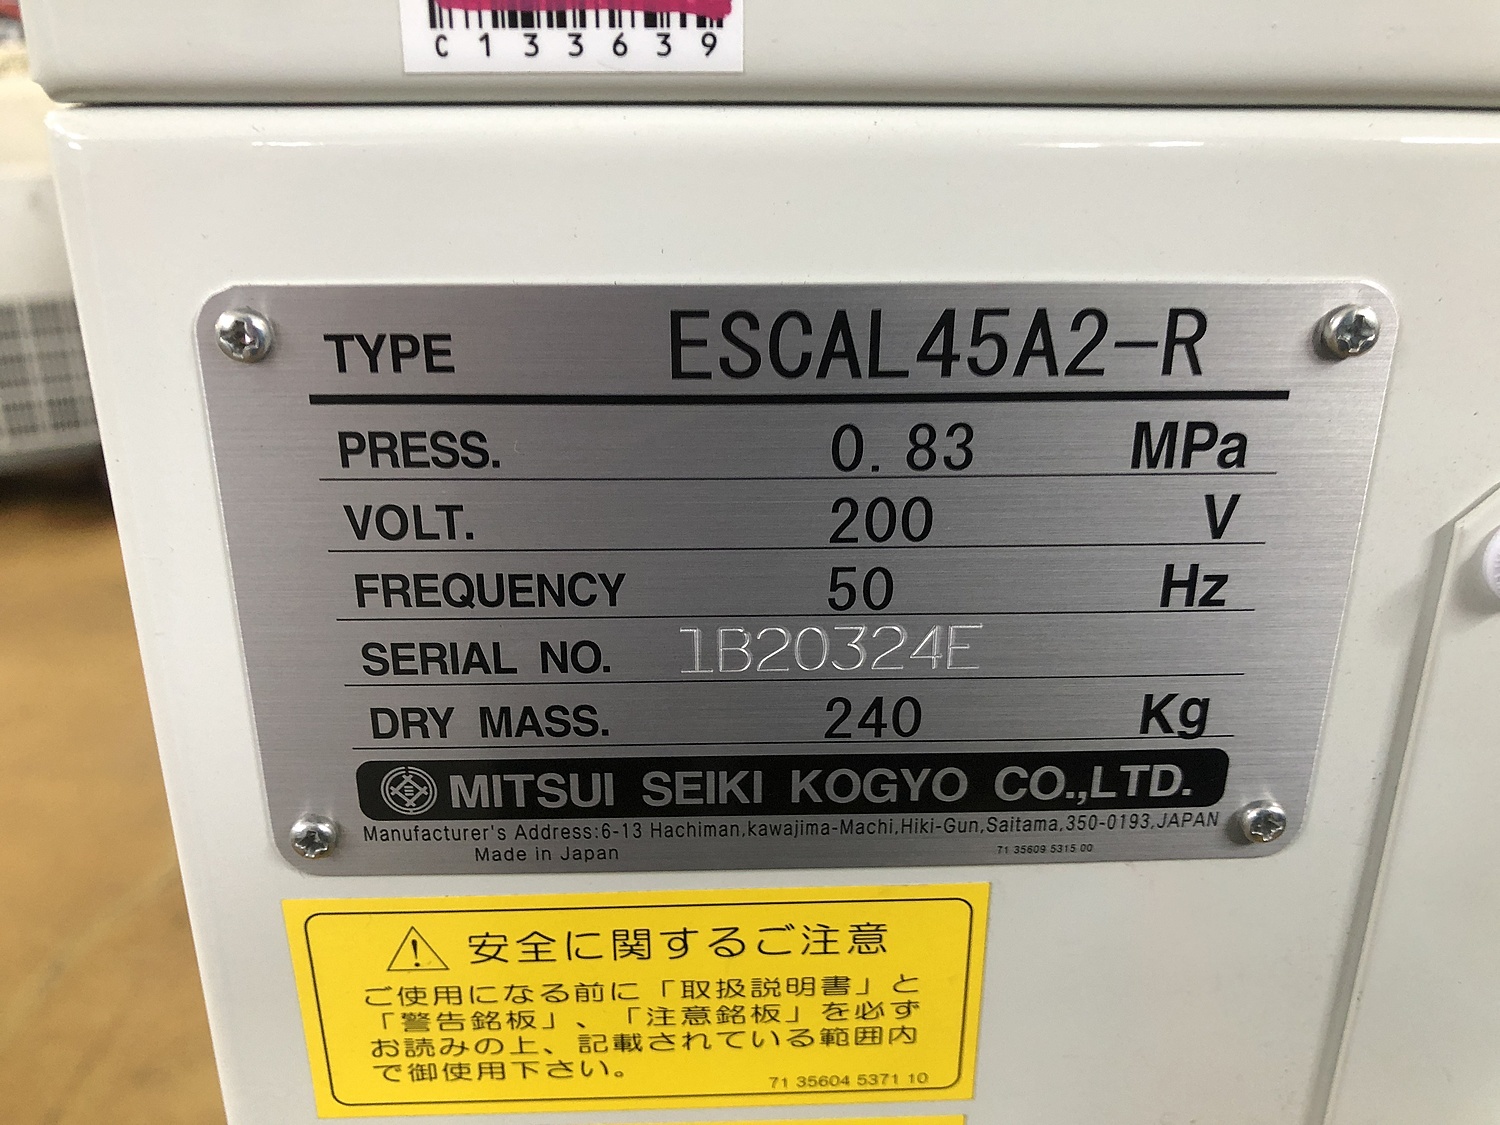 C133639
TYPE ESCAL45A2-R
PRESS. 0.83 MPa
VOLT. 200 V
FREQUENCY 50 Hz
SERIAL NO. 1B20324E
DRY MASS. 240 Kg
MITSUI SEIKI KOGYO CO.,LTD.
Manufacturer's Address:6-13 Hachiman,kawajima-Machi,Hiki-Gun,Saitama,350-0193,JAPAN
Made in Japan 71 35609 5315 00
安全に関するご注意
ご使用になる前に「取扱説明書」と
「警告銘板」、「注意銘板」を必ず
お読みの上、記載されている範囲内
で御使用下さい。
71 35604 5371 10